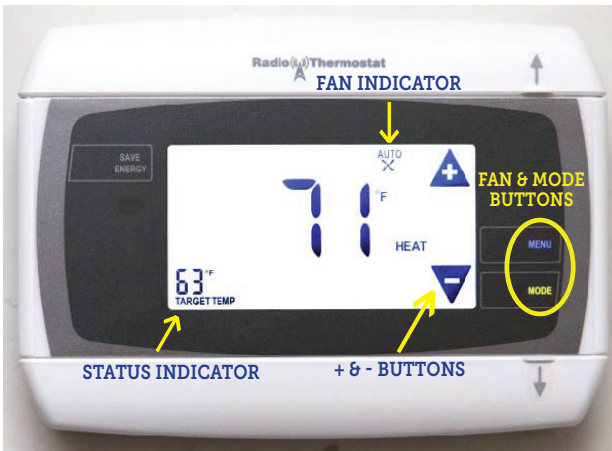 Radio Thermostat
FAN INDICATOR
SAVE
ENERGY
AUTO
+
FAN & MODE
BUTTONS
71 °F
HEAT
MENU
MODE
63 °F
TARGET TEMP
-
STATUS INDICATOR
+ & - BUTTONS